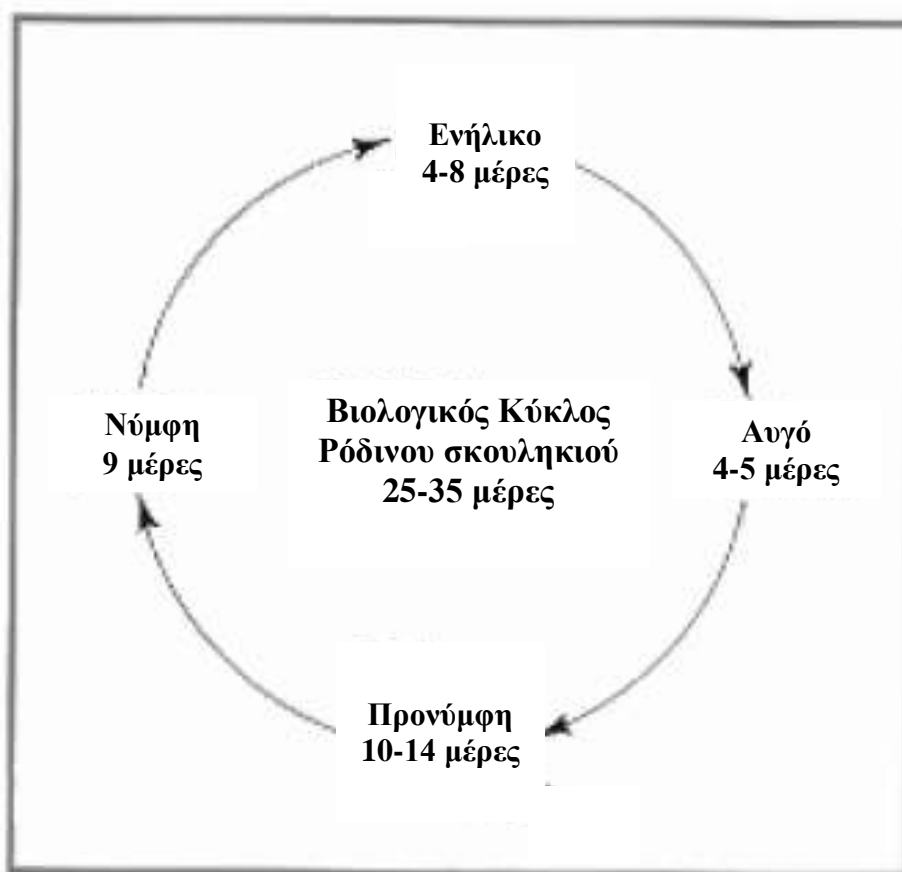 Ενήλικο
4-8 μέρες
Νύμφη
9 μέρες
Βιολογικός Κύκλος
Ρόδινου σκουληκιού
25-35 μέρες
Αυγό
4-5 μέρες
Προνύμφη
10-14 μέρες